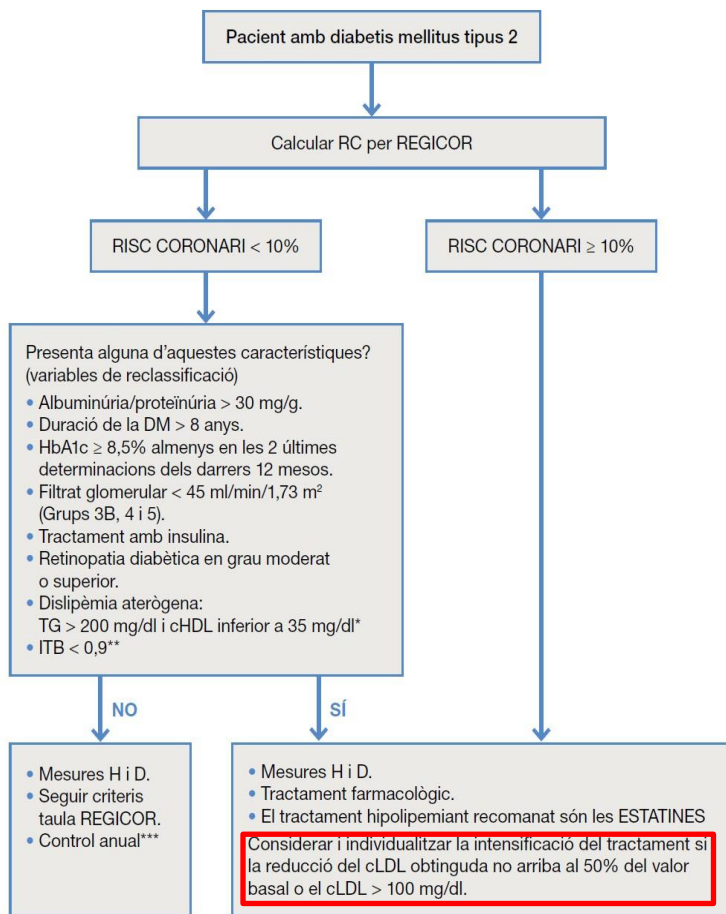 Pacient amb diabetis mellitus tipus 2
Calcular RC per REGICOR
RISC CORONARI < 10%
RISC CORONARI ≥ 10%
Presenta alguna d’aquestes característiques?
(variables de reclassificació)
• Albuminúria/proteïnúria > 30 mg/g.
• Duració de la DM > 8 anys.
• HbA1c ≥ 8,5% almenys en les 2 últimes
determinacions dels darrers 12 mesos.
• Filtrat glomerular < 45 ml/min/1,73 m²
(Grups 3B, 4 i 5).
• Tractament amb insulina.
• Retinopatia diabètica en grau moderat
o superior.
• Dislipèmia aterògena:
TG > 200 mg/dl i cHDL inferior a 35 mg/dl*
• ITB < 0,9**
NO
SÍ
• Mesures H i D.
• Seguir criteris
taula REGICOR.
• Control anual***
• Mesures H i D.
• Tractament farmacològic.
• El tractament hipolipemiant recomanat són les ESTATINES
Considerar i individualitzar la intensificació del tractament si
la reducció del cLDL obtinguda no arriba al 50% del valor
basal o el cLDL > 100 mg/dl.